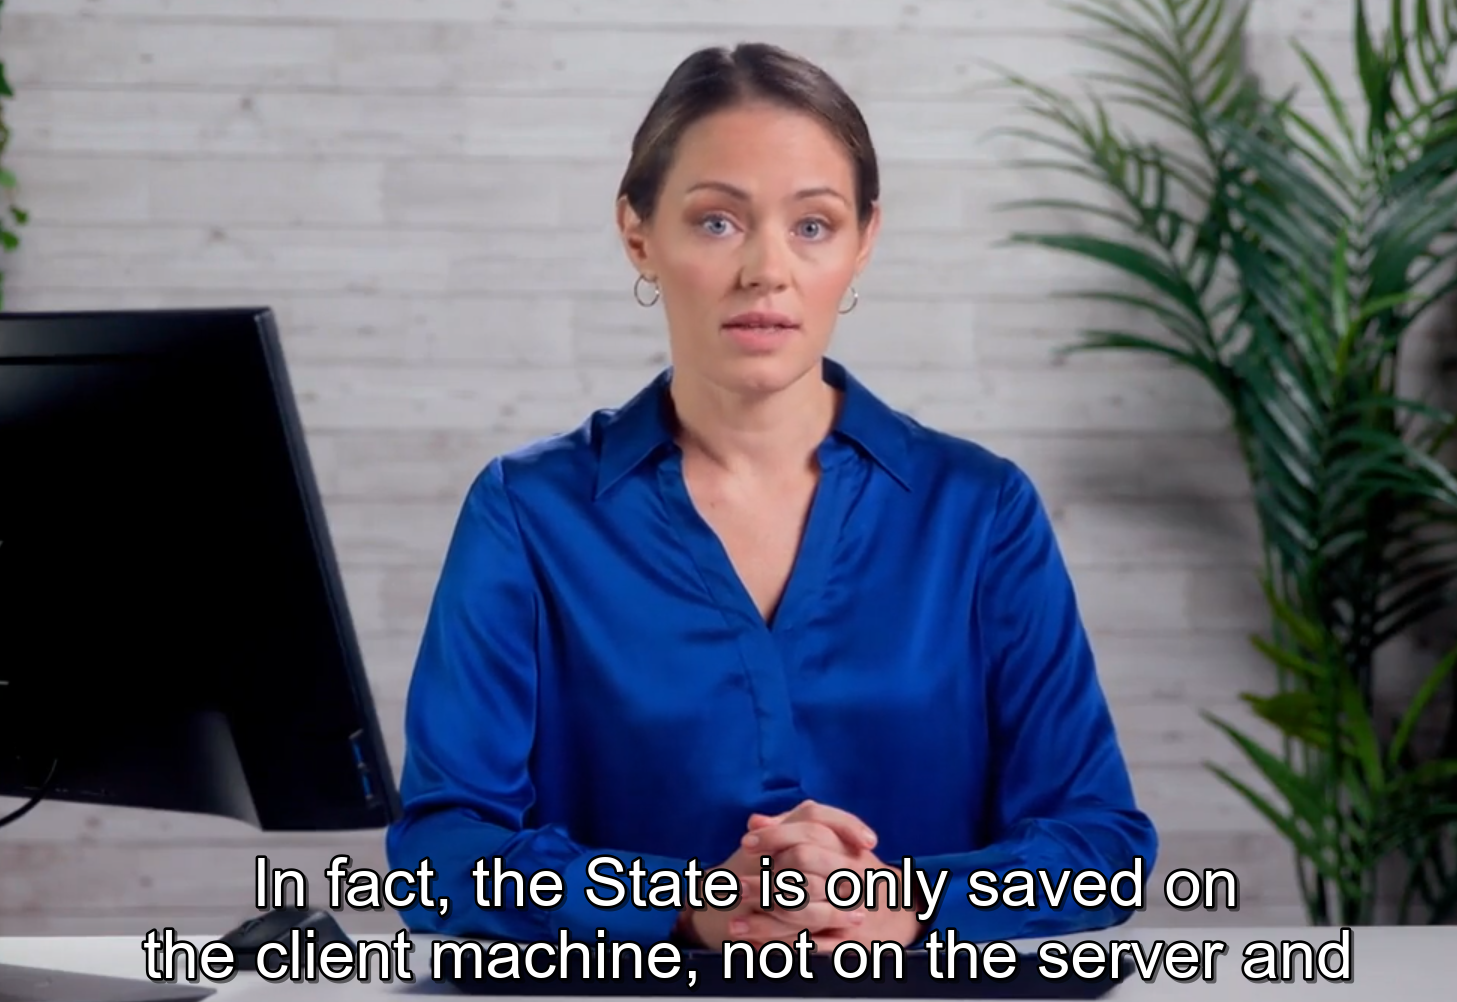 In fact, the State is only saved on
the client machine, not on the server and